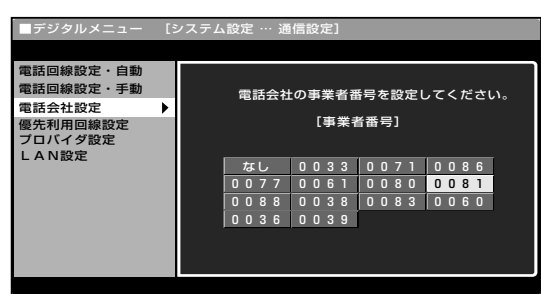 ■デジタルメニュー [システム設定 … 通信設定]
電話回線設定・自動
電話回線設定・手動
電話会社設定 ▶
優先利用回線設定
プロバイダ設定
ＬＡＮ設定
電話会社の事業者番号を設定してください。
[事業者番号]
なし ００３３ ００７１ ００８６
００７７ ００６１ ００８０ ００８１
００８８ ００３８ ００８３ ００６０
００３６ ００３９